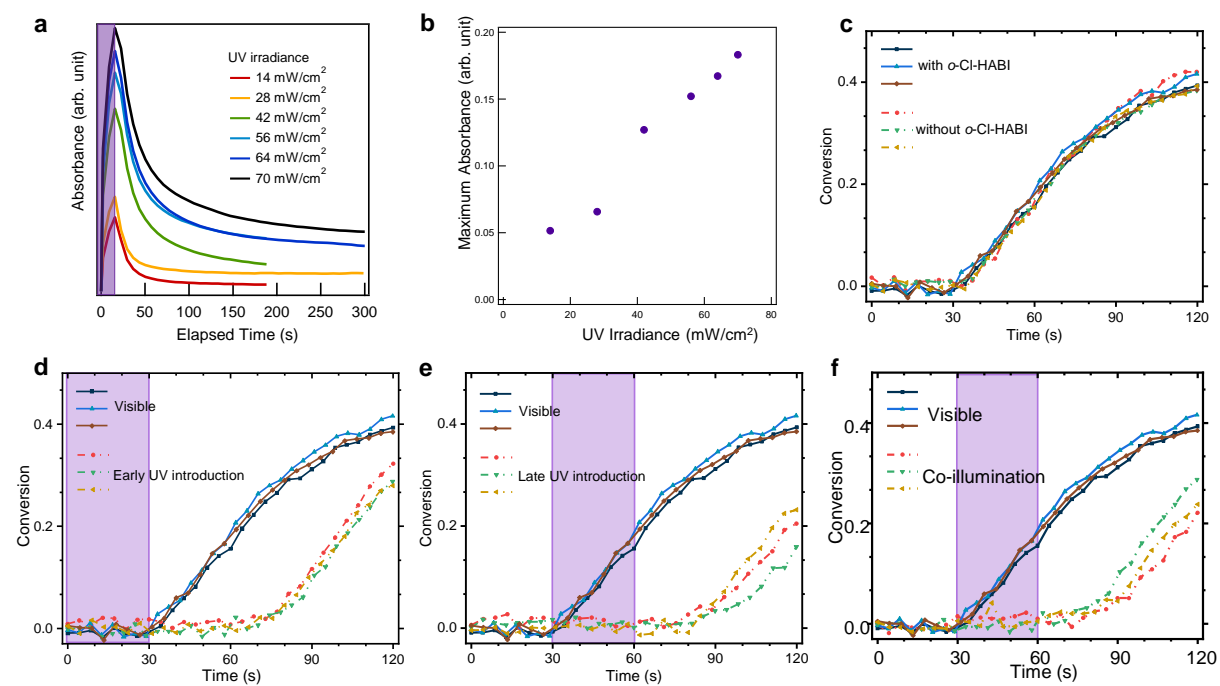 a
Absorbance (arb. unit)
UV irradiance
14 mW/cm²
28 mW/cm²
42 mW/cm²
56 mW/cm²
64 mW/cm²
70 mW/cm²
0 50 100 150 200 250 300
Elapsed Time (s)
b
Maximum Absorbance (arb. unit)
0.20
0.15
0.10
0.05
0.00
0 20 40 60 80
UV Irradiance (mW/cm²)
c
Conversion
with o-Cl-HABI
without o-Cl-HABI
0.4
0.2
0.0
0 30 60 90 120
Time (s)
d
Conversion
Visible
Early UV introduction
0.4
0.2
0.0
0 30 60 90 120
Time (s)
e
Conversion
Visible
Late UV introduction
0.4
0.2
0.0
0 30 60 90 120
Time (s)
f
Conversion
Visible
Co-illumination
0.4
0.2
0.0
0 30 60 90 120
Time (s)